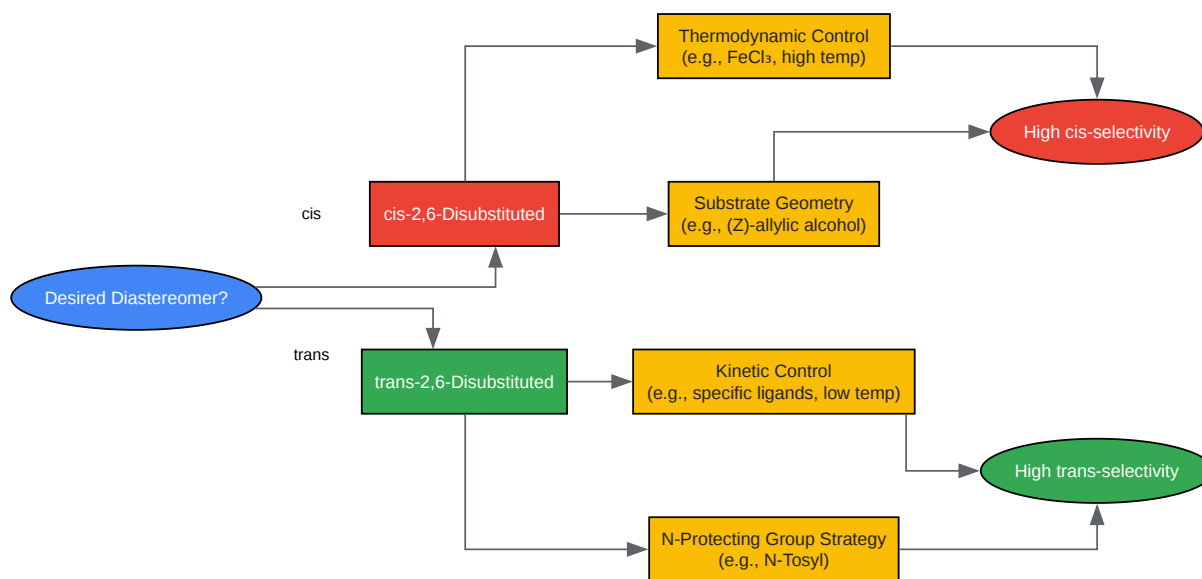 Thermodynamic Control
(e.g., FeCl₃, high temp)
High cis-selectivity
cis
cis-2,6-Disubstituted
Substrate Geometry
(e.g., (Z)-allylic alcohol)
Desired Diastereomer?
trans
trans-2,6-Disubstituted
Kinetic Control
(e.g., specific ligands, low temp)
High trans-selectivity
N-Protecting Group Strategy
(e.g., N-Tosyl)